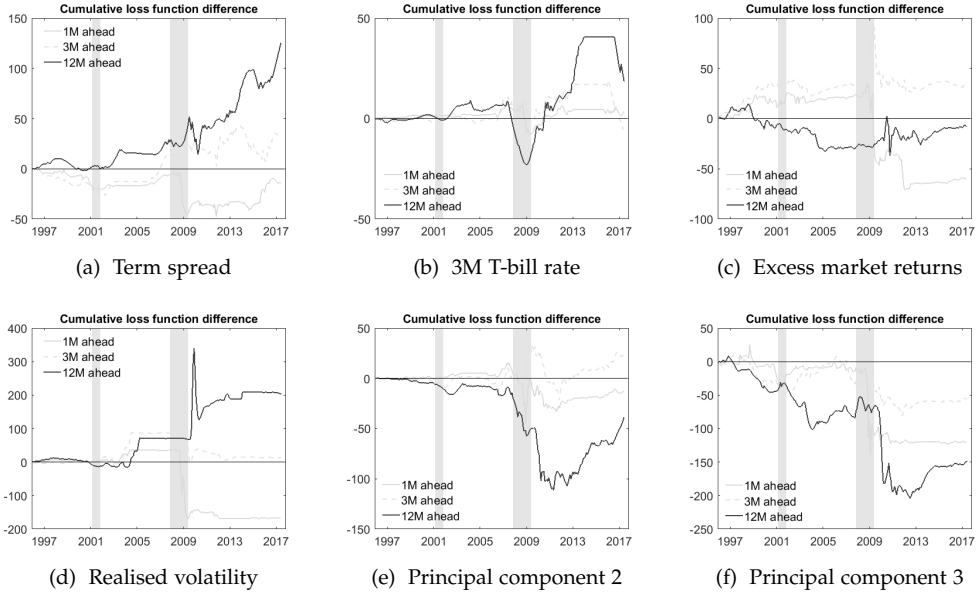 Cumulative loss function difference
150
100
50
0
-50
1M ahead
3M ahead
12M ahead
1997 2001 2005 2009 2013 2017
(a) Term spread
Cumulative loss function difference
50
0
-50
1M ahead
3M ahead
12M ahead
1997 2001 2005 2009 2013 2017
(b) 3M T-bill rate
Cumulative loss function difference
100
50
0
-50
-100
1M ahead
3M ahead
12M ahead
1997 2001 2005 2009 2013 2017
(c) Excess market returns
Cumulative loss function difference
400
300
200
100
0
-100
-200
1M ahead
3M ahead
12M ahead
1997 2001 2005 2009 2013 2017
(d) Realised volatility
Cumulative loss function difference
50
0
-50
-100
-150
1M ahead
3M ahead
12M ahead
1997 2001 2005 2009 2013 2017
(e) Principal component 2
Cumulative loss function difference
50
0
-50
-100
-150
-200
-250
1M ahead
3M ahead
12M ahead
1997 2001 2005 2009 2013 2017
(f) Principal component 3